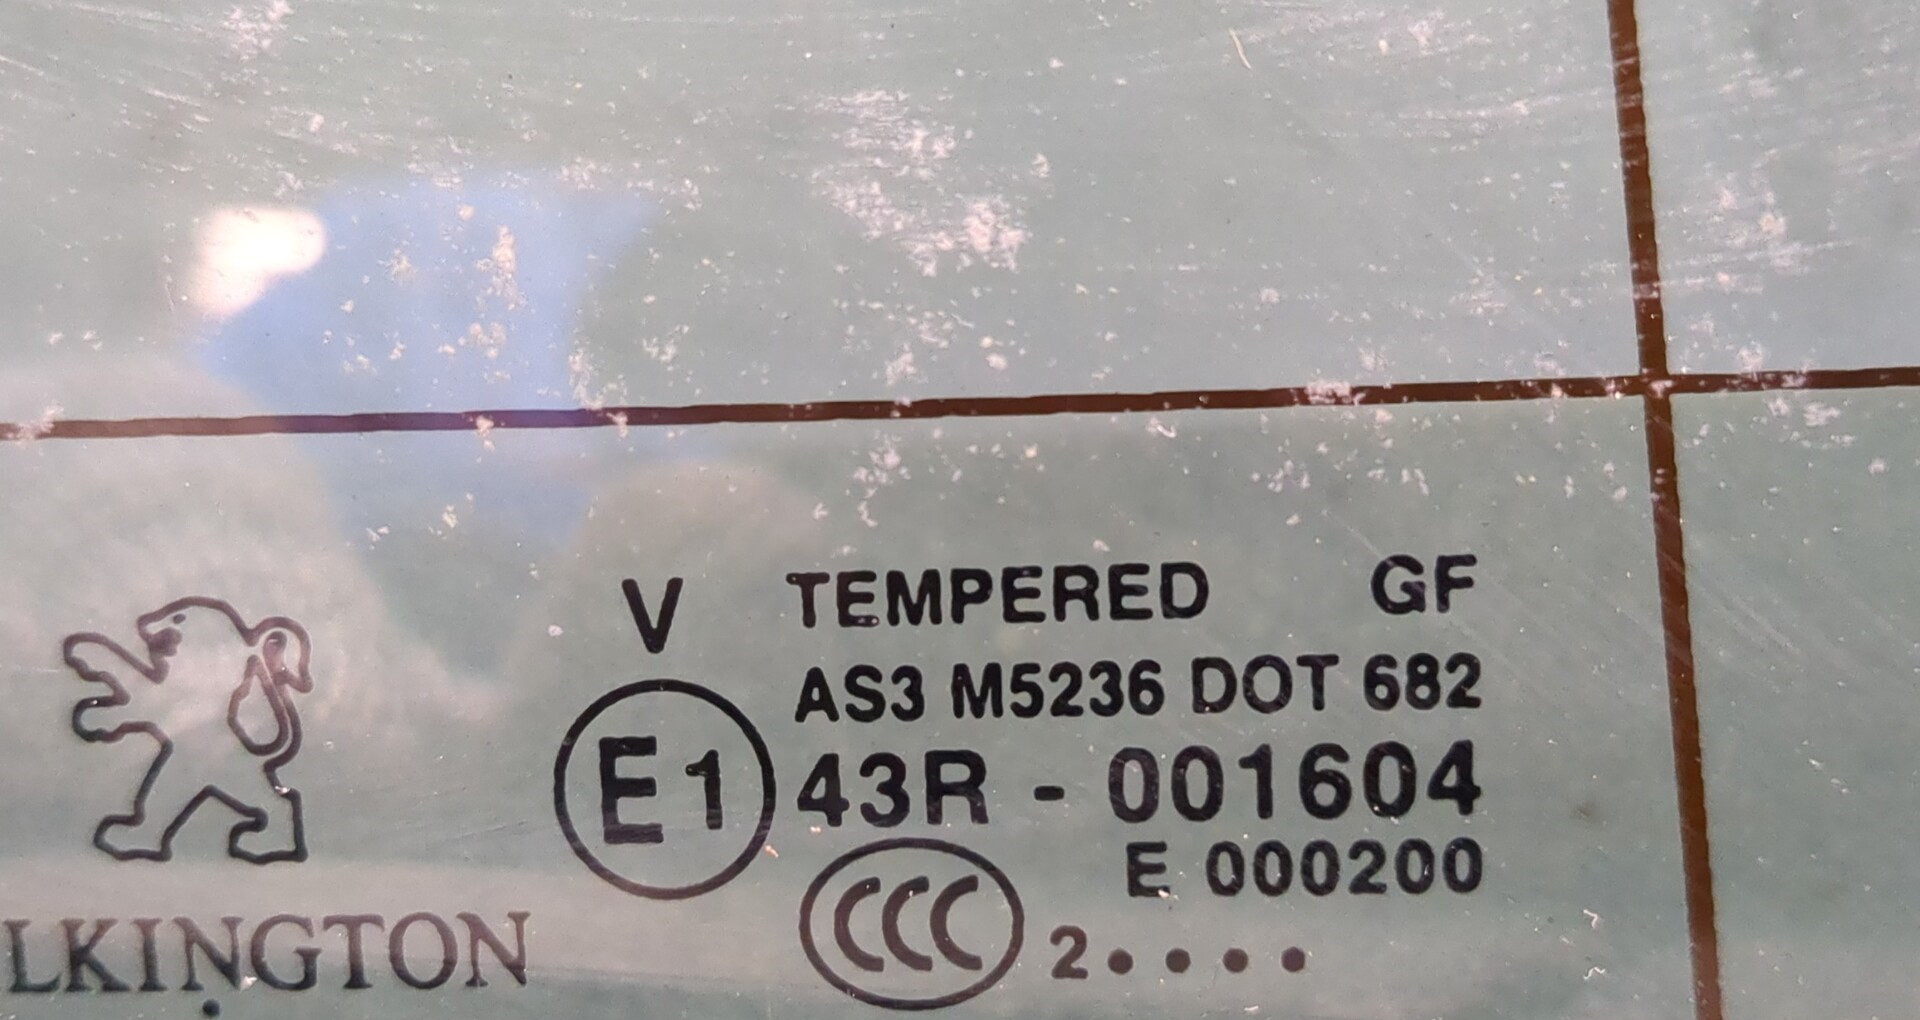 V TEMPERED GF
AS3 M5236 DOT 682
E1 43R - 001604
E 000200
LKINGTON
CCC 2••••